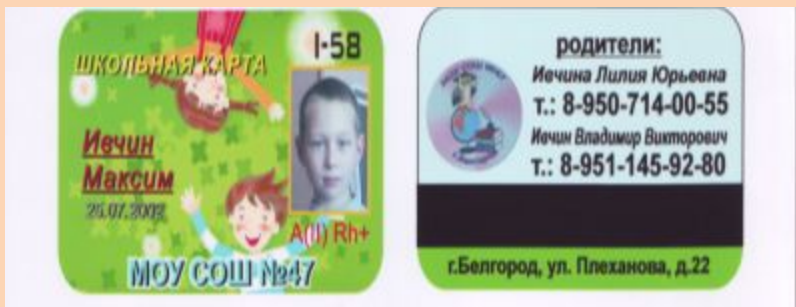 I-58
ШКОЛЬНАЯ КАРТА
Ивчин
Максим
25.07.2002
A(II) Rh+
МОУ СОШ №47
родители:
Ивчина Лилия Юрьевна
т.: 8-950-714-00-55
Ивчин Владимир Викторович
т.: 8-951-145-92-80
г.Белгород, ул. Плеханова, д.22